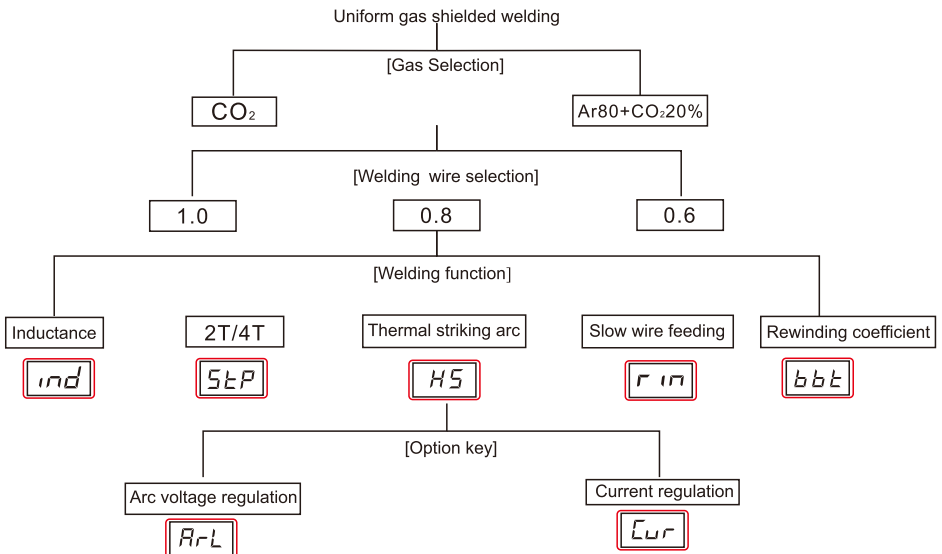 Uniform gas shielded welding
[Gas Selection]
CO₂
Ar80+CO₂20%
[Welding wire selection]
1.0
0.8
0.6
[Welding function]
Inductance
2T/4T
Thermal striking arc
Slow wire feeding
Rewinding coefficient
ind
StP
HS
rin
bbt
[Option key]
Arc voltage regulation
Current regulation
ArL
Cur